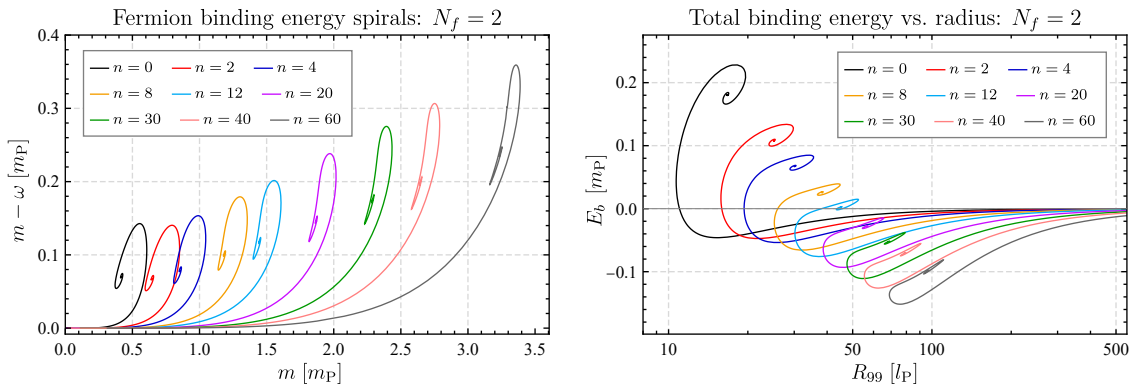 Fermion binding energy spirals: N_f = 2
m − ω [m_P]
0.4
0.3
0.2
0.1
0.0
n = 0 n = 2 n = 4
n = 8 n = 12 n = 20
n = 30 n = 40 n = 60
0.0 0.5 1.0 1.5 2.0 2.5 3.0 3.5
m [m_P]
Total binding energy vs. radius: N_f = 2
E_b [m_P]
0.2
0.1
0.0
−0.1
n = 0 n = 2 n = 4
n = 8 n = 12 n = 20
n = 30 n = 40 n = 60
10 50 100 500
R_99 [l_P]